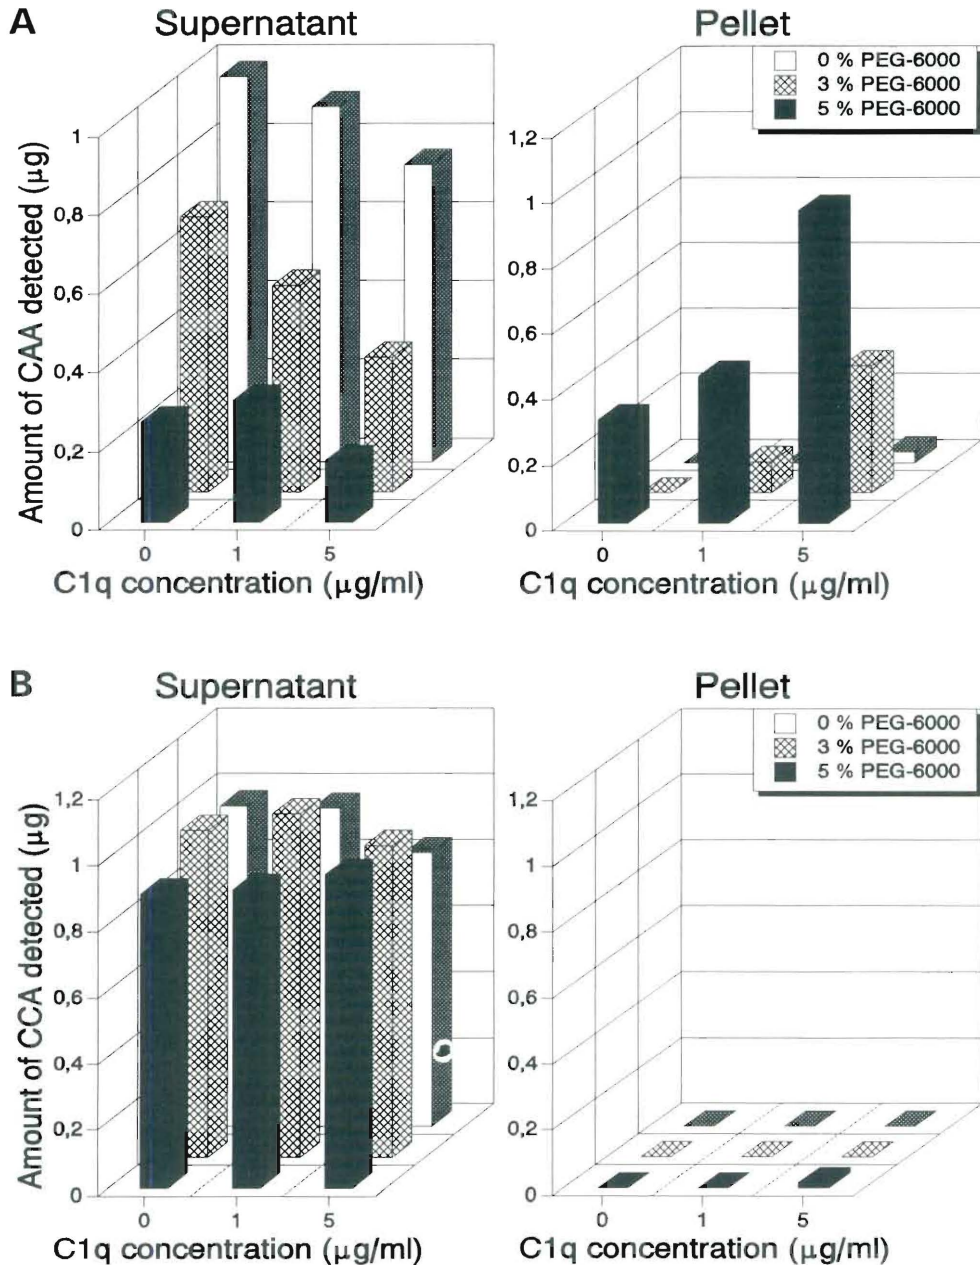 A
Supernatant
Pellet
0 % PEG-6000
3 % PEG-6000
5 % PEG-6000
Amount of CAA detected (μg)
1
0,8
0,6
0,4
0,2
0
0 1 5
C1q concentration (μg/ml)
1,2
1
0,8
0,6
0,4
0,2
0
0 1 5
C1q concentration (μg/ml)
B
Supernatant
Pellet
0 % PEG-6000
3 % PEG-6000
5 % PEG-6000
Amount of CCA detected (μg)
1,2
1
0,8
0,6
0,4
0,2
0
0 1 5
C1q concentration (μg/ml)
1,2
1
0,8
0,6
0,4
0,2
0
0 1 5
C1q concentration (μg/ml)